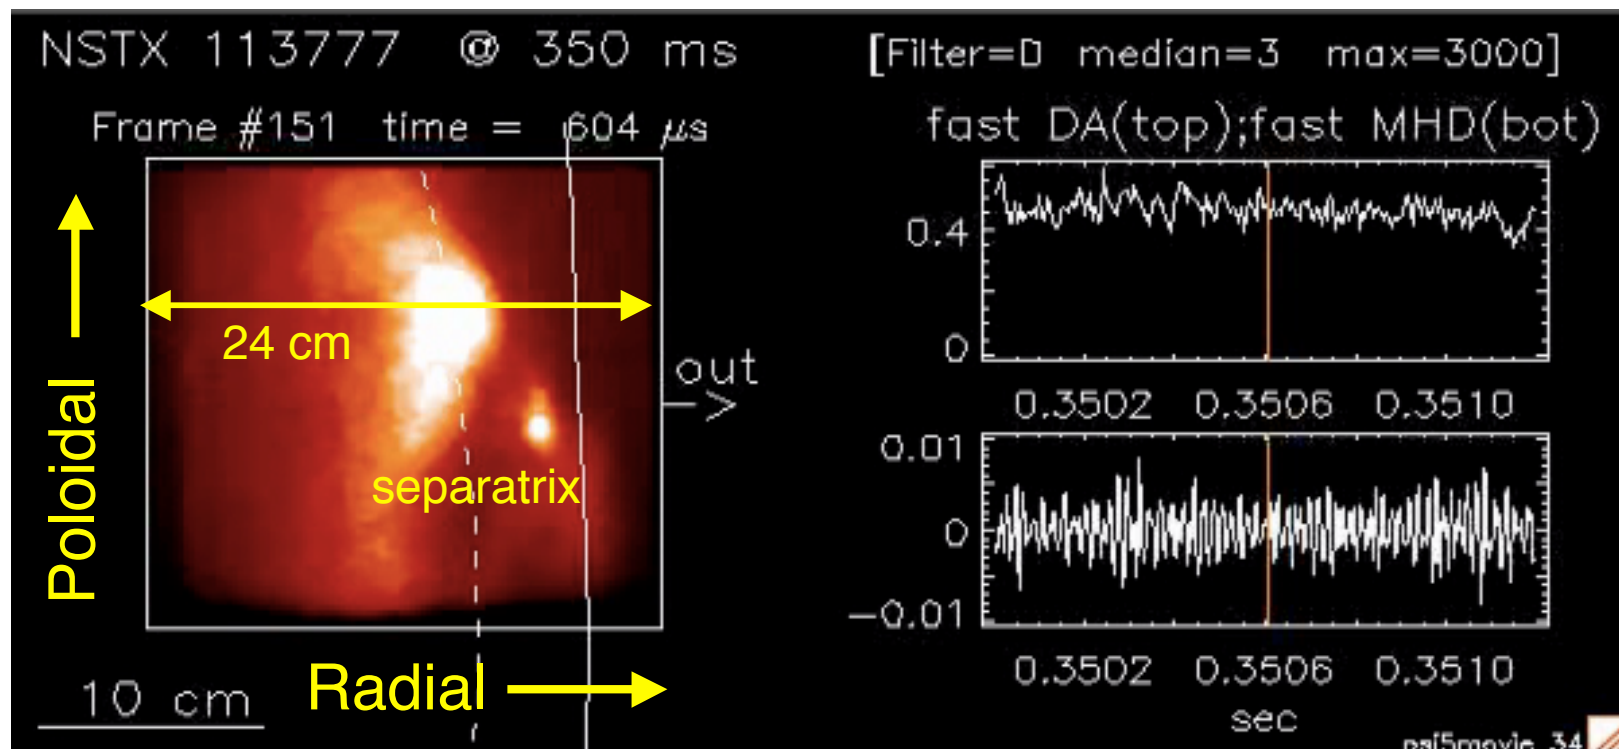 NSTX 113777 @ 350 ms
[Filter=D median=3 max=3000]
Frame #151 time = 604 µs
fast DA(top);fast MHD(bot)
Poloidal
24 cm
separatrix
out
->
Radial
10 cm
0.4
0
0.3502 0.3506 0.3510
0.01
0
-0.01
0.3502 0.3506 0.3510
sec
psi5movie 34